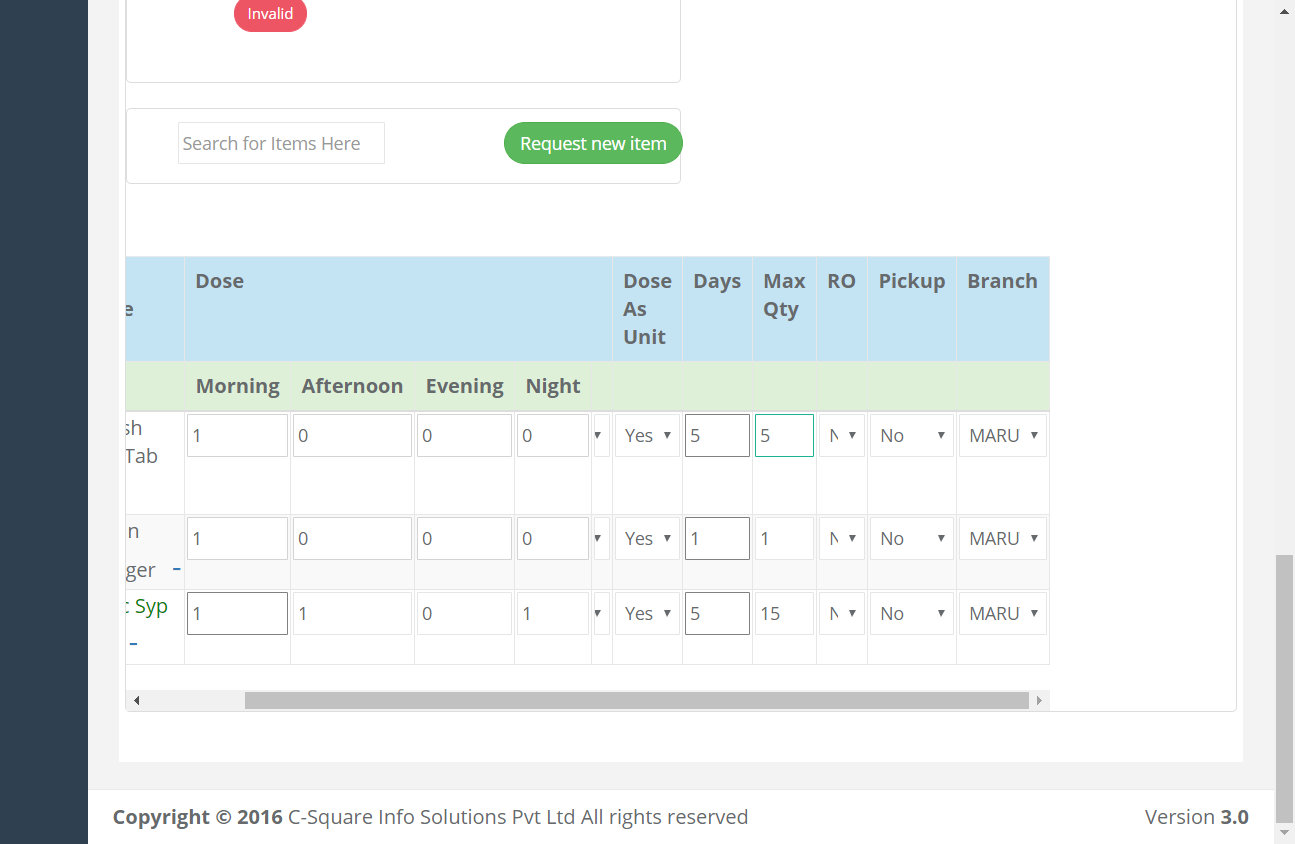 Invalid
Search for Items Here Request new item
Dose Dose As Unit Days Max Qty RO Pickup Branch
Morning Afternoon Evening Night
1 0 0 0 Yes 5 5 No MARU
Tab
1 0 0 0 Yes 1 1 No MARU
1 1 0 1 Yes 5 15 No MARU
Syp
Copyright © 2016 C-Square Info Solutions Pvt Ltd All rights reserved Version 3.0